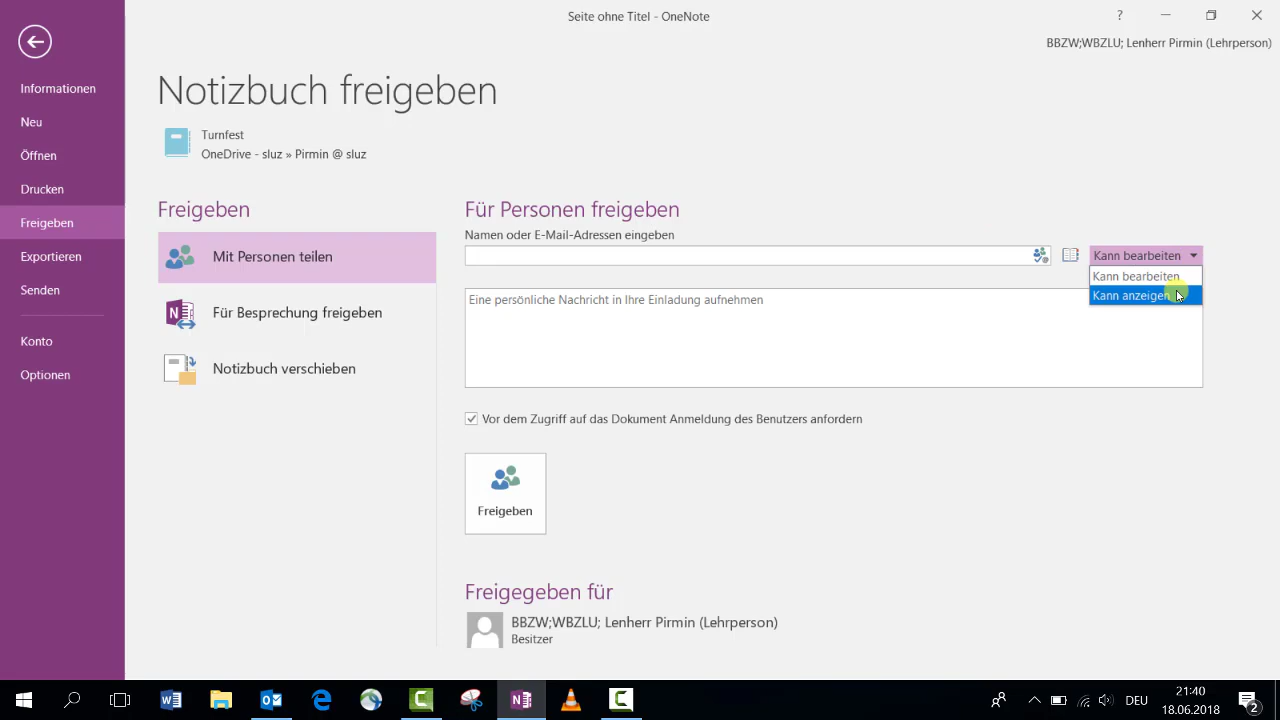 Seite ohne Titel - OneNote
?
BBZW;WBZLU; Lenherr Pirmin (Lehrperson)
Informationen
Neu
Öffnen
Drucken
Freigeben
Exportieren
Senden
Konto
Optionen
Notizbuch freigeben
Turnfest
OneDrive - sluz » Pirmin @ sluz
Freigeben
Mit Personen teilen
Für Besprechung freigeben
Notizbuch verschieben
Für Personen freigeben
Namen oder E-Mail-Adressen eingeben
Kann bearbeiten
Kann bearbeiten
Kann anzeigen
Eine persönliche Nachricht in Ihre Einladung aufnehmen
Vor dem Zugriff auf das Dokument Anmeldung des Benutzers anfordern
Freigeben
Freigegeben für
BBZW;WBZLU; Lenherr Pirmin (Lehrperson)
Besitzer
DEU
21:40
18.06.2018
2